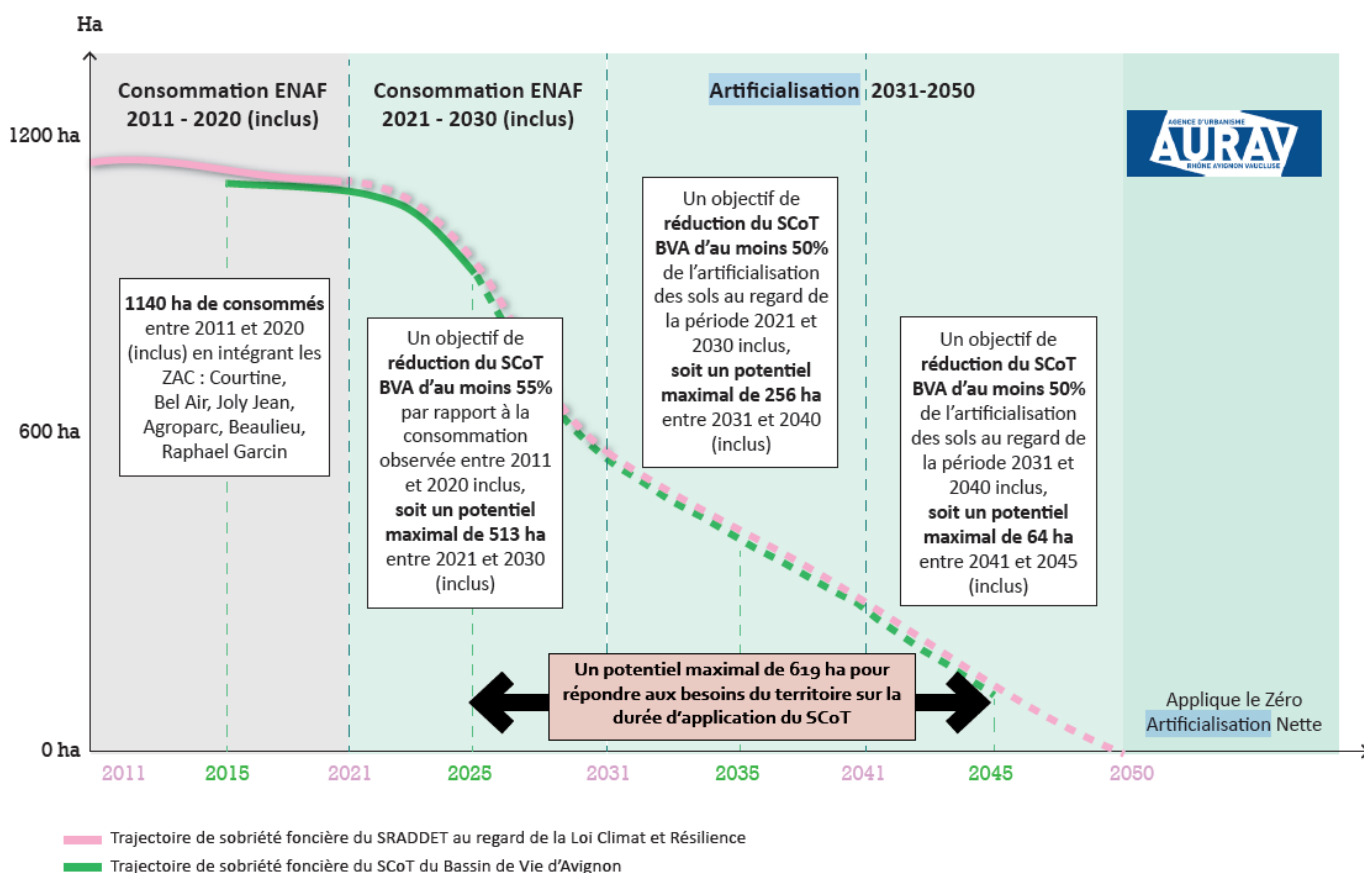 Ha
Consommation ENAF
2011 - 2020 (inclus)
Consommation ENAF
2021 - 2030 (inclus)
Artificialisation 2031-2050
1200 ha
600 ha
0 ha
AGENCE D'URBANISME
AURAV
RHÔNE AVIGNON VAUCLUSE
1140 ha de consommés
entre 2011 et 2020
(inclus) en intégrant les
ZAC : Courtine,
Bel Air, Joly Jean,
Agroparc, Beaulieu,
Raphael Garcin
Un objectif de
réduction du SCoT
BVA d'au moins 55%
par rapport à la
consommation
observée entre 2011
et 2020 inclus,
soit un potentiel
maximal de 513 ha
entre 2021 et 2030
(inclus)
Un objectif de
réduction du SCoT
BVA d'au moins 50%
de l'artificialisation
des sols au regard de
la période 2021 et
2030 inclus,
soit un potentiel
maximal de 256 ha
entre 2031 et 2040
(inclus)
Un objectif de
réduction du SCoT
BVA d'au moins 50%
de l'artificialisation
des sols au regard de
la période 2031 et
2040 inclus,
soit un potentiel
maximal de 64 ha
entre 2041 et 2045
(inclus)
Un potentiel maximal de 619 ha pour
répondre aux besoins du territoire sur la
durée d'application du SCoT
Applique le Zéro
Artificialisation Nette
2011 2015 2021 2025 2031 2035 2041 2045 2050
Trajectoire de sobriété foncière du SRADDET au regard de la Loi Climat et Résilience
Trajectoire de sobriété foncière du SCoT du Bassin de Vie d'Avignon